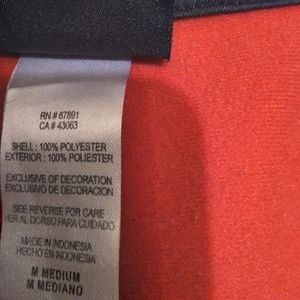 RN # 67891
CA # 43063
SHELL : 100% POLYESTER
EXTERIOR : 100% POLIESTER
EXCLUSIVE OF DECORATION
EXCLUSIVO DE DECORACION
SEE REVERSE FOR CARE
VER AL DORSO PARA CUIDADO
MADE IN INDONESIA
HECHO EN INDONESIA
M MEDIUM
M MEDIANO